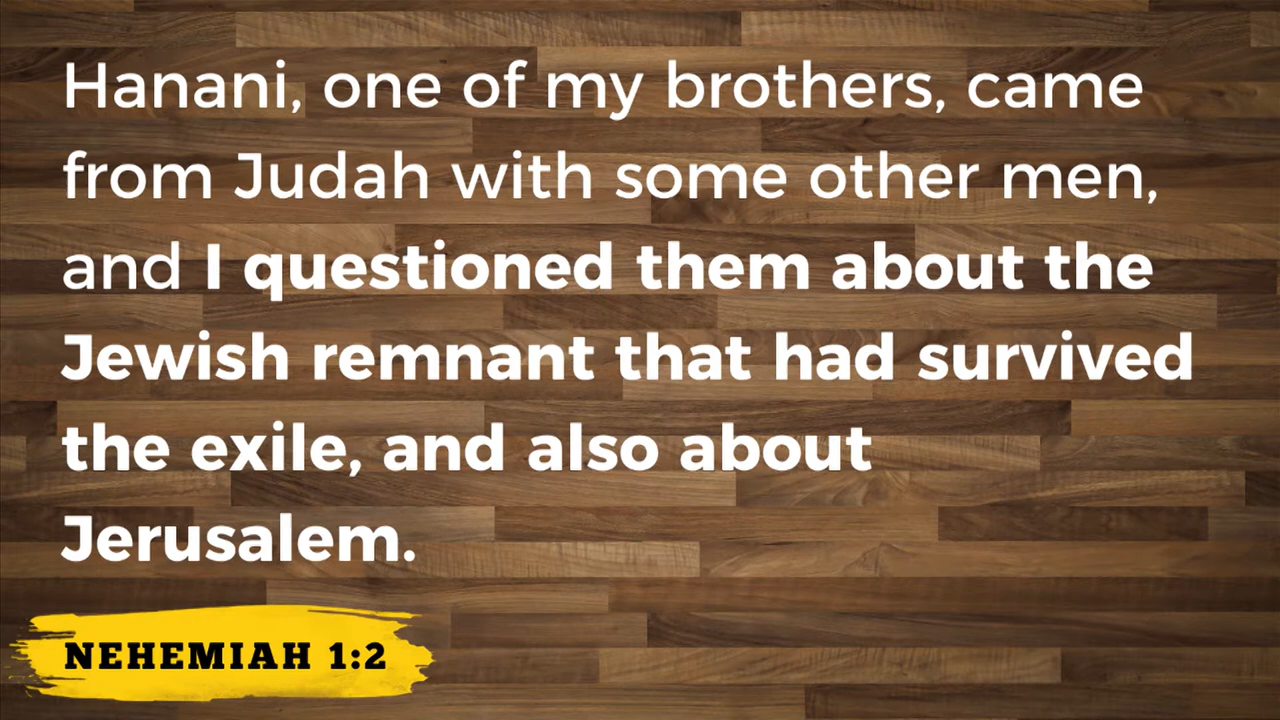 Hanani, one of my brothers, came
from Judah with some other men,
and I questioned them about the
Jewish remnant that had survived
the exile, and also about
Jerusalem.
NEHEMIAH 1:2